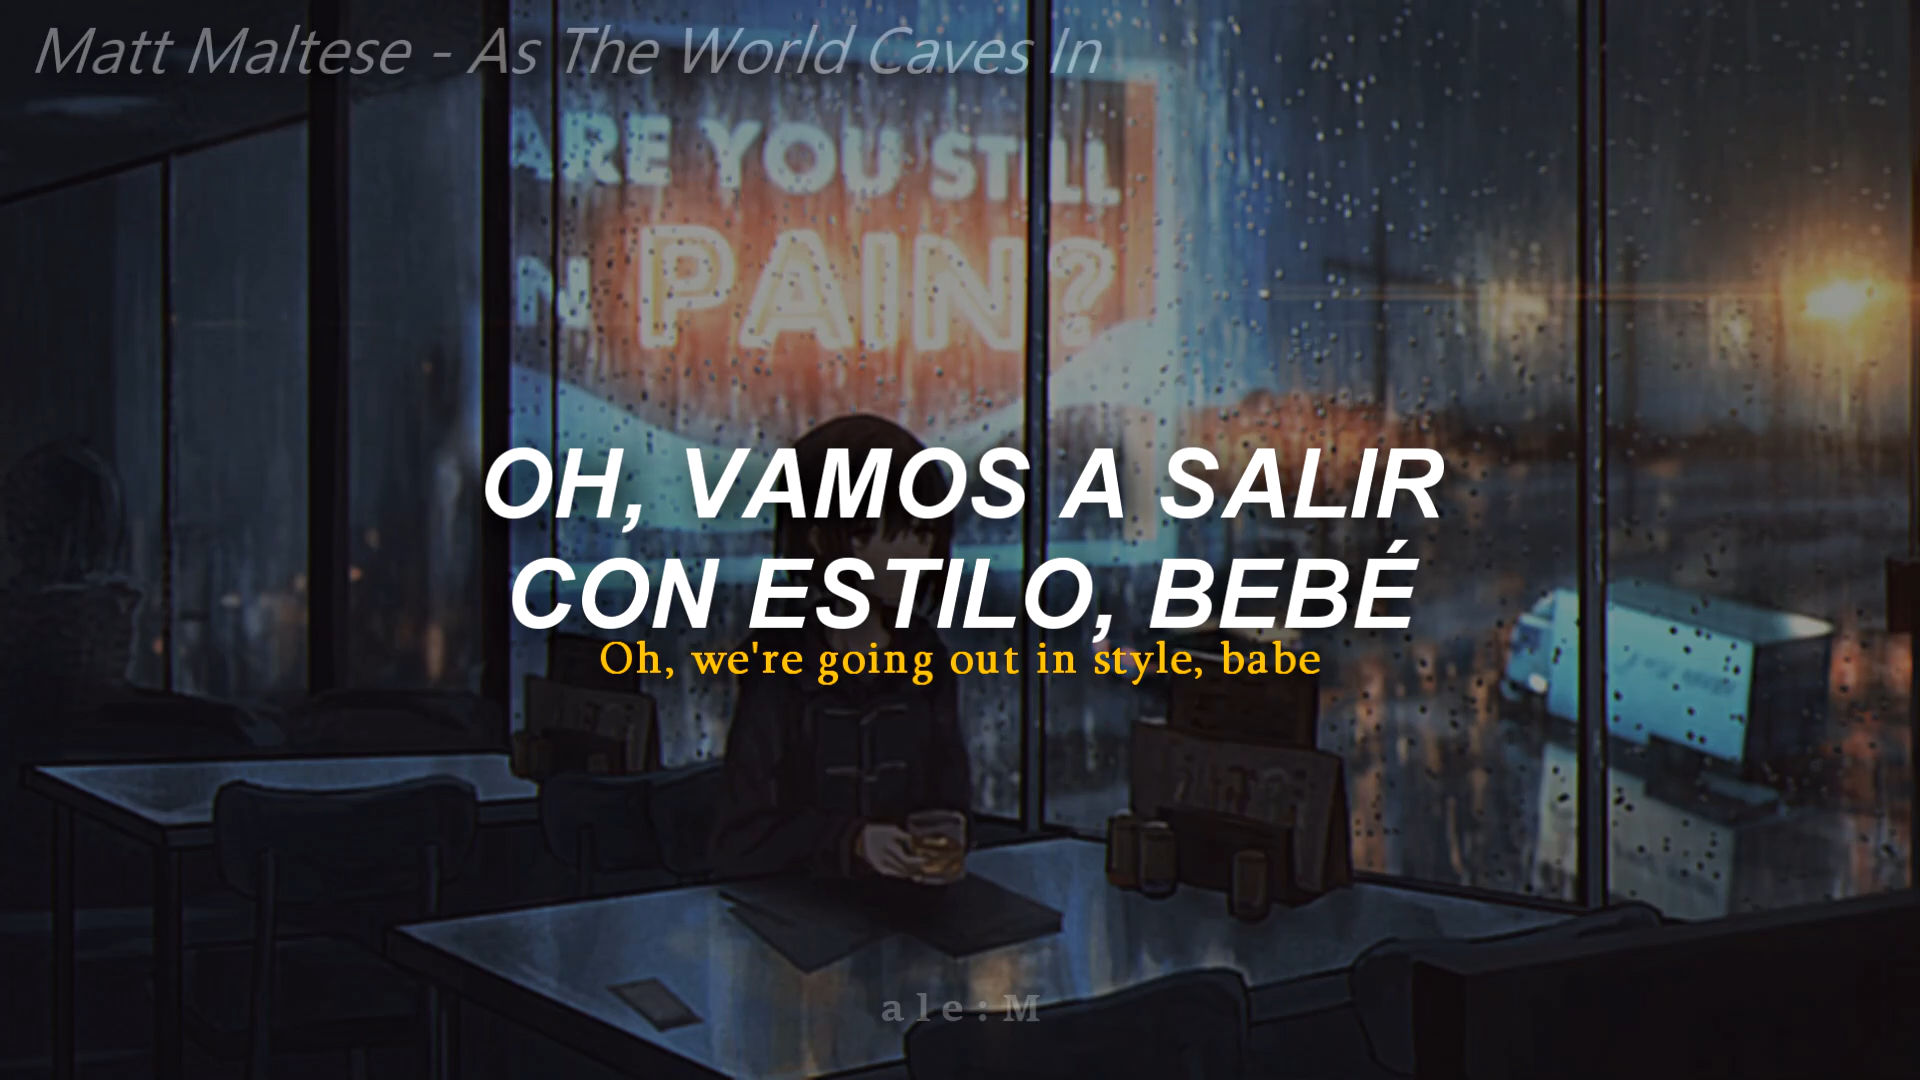 Matt Maltese - As The World Caves In
ARE YOU STILL
IN PAIN?
OH, VAMOS A SALIR
CON ESTILO, BEBÉ
Oh, we're going out in style, babe
ale:M